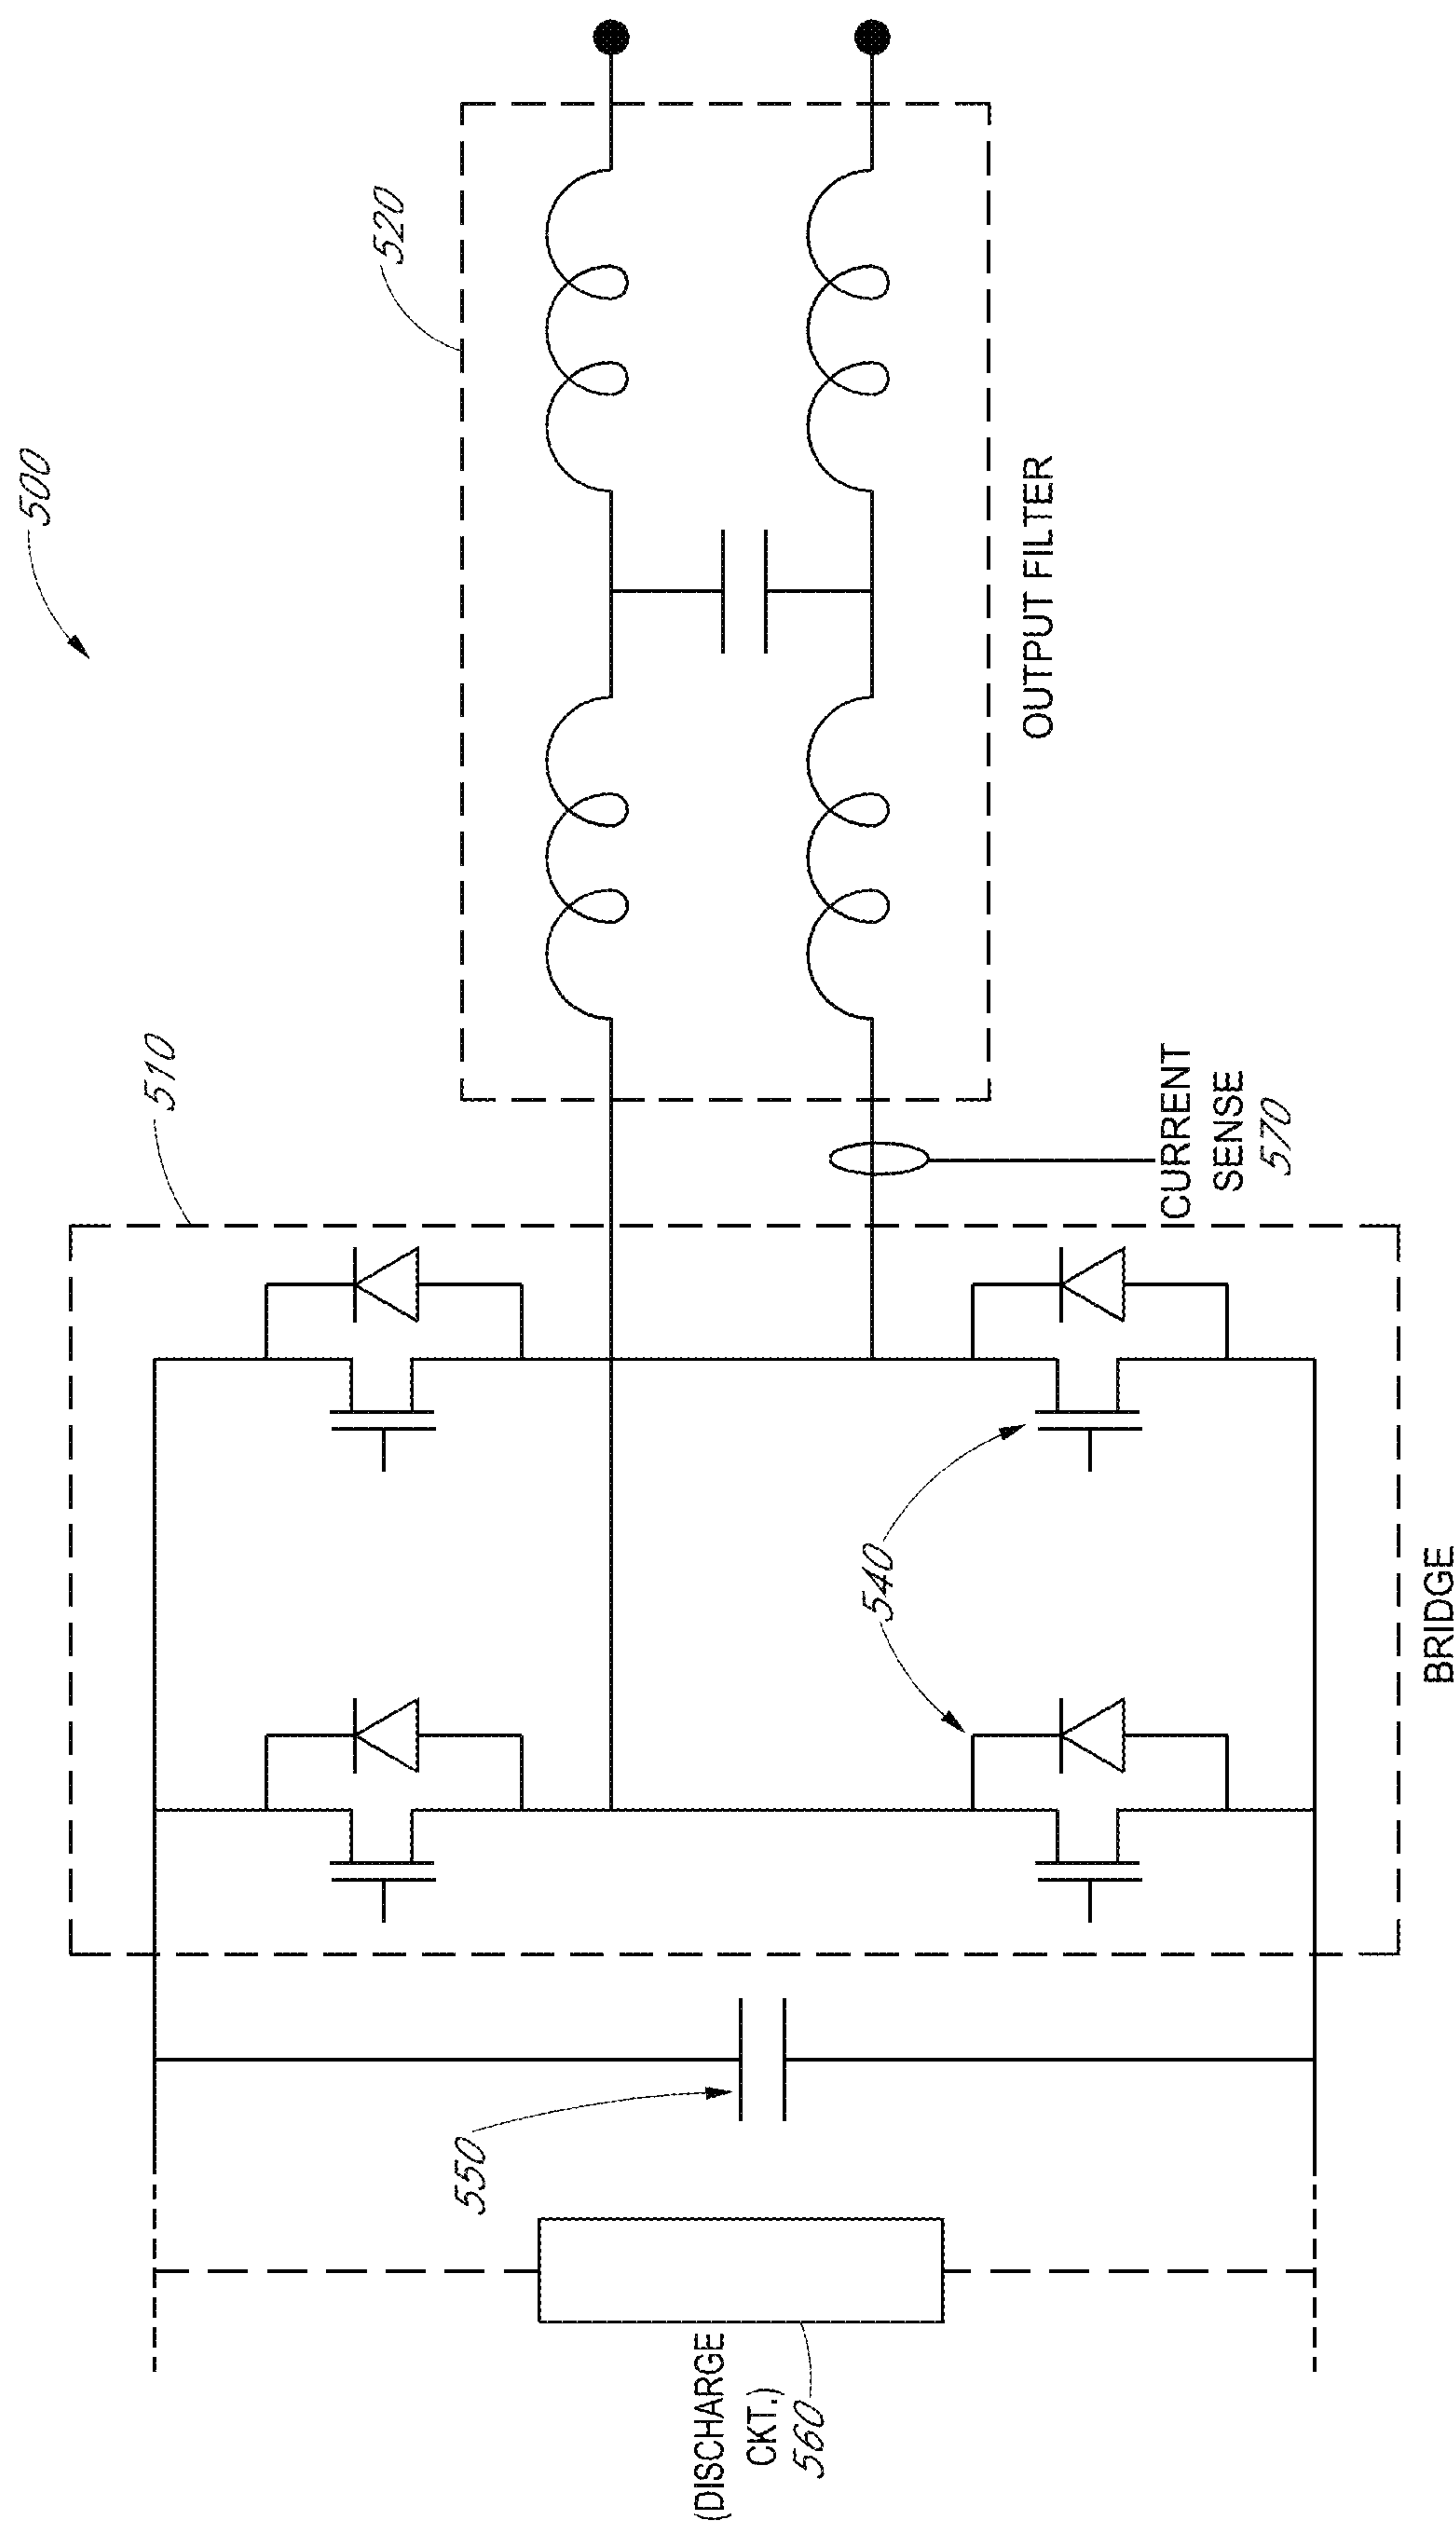 500
510
520
550
(DISCHARGE
CKT.)
560
540
CURRENT
SENSE
570
OUTPUT FILTER
BRIDGE